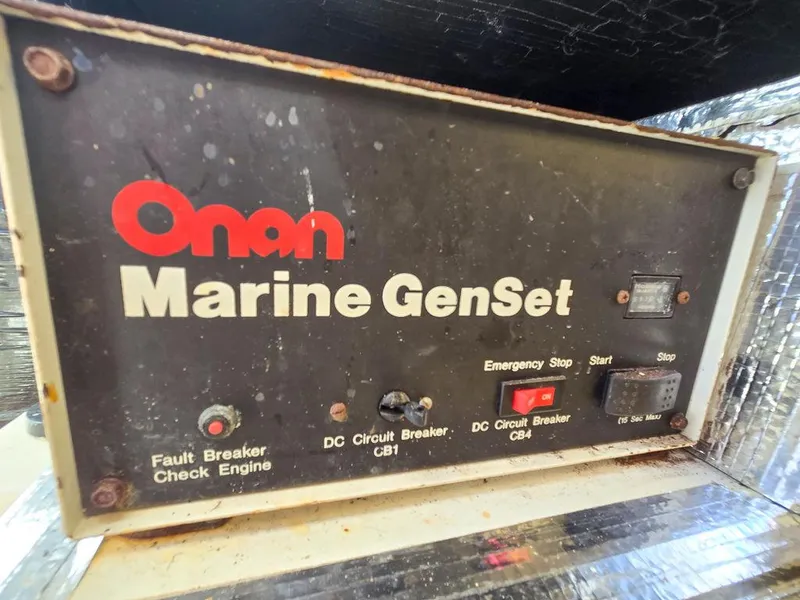 Onan
Marine GenSet
Emergency Stop
Start
Stop
ON
(15 Sec Max.)
DC Circuit Breaker
CB1
DC Circuit Breaker
CB4
Fault Breaker
Check Engine